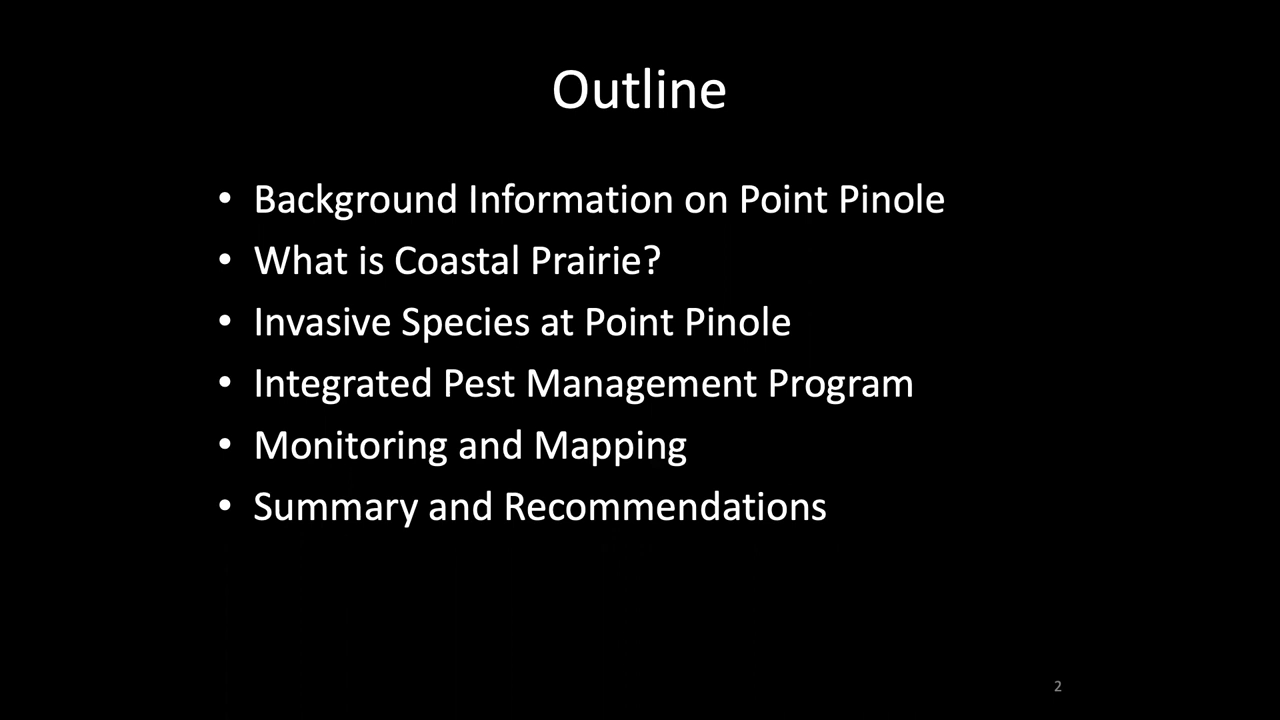 Outline
• Background Information on Point Pinole
• What is Coastal Prairie?
• Invasive Species at Point Pinole
• Integrated Pest Management Program
• Monitoring and Mapping
• Summary and Recommendations
2